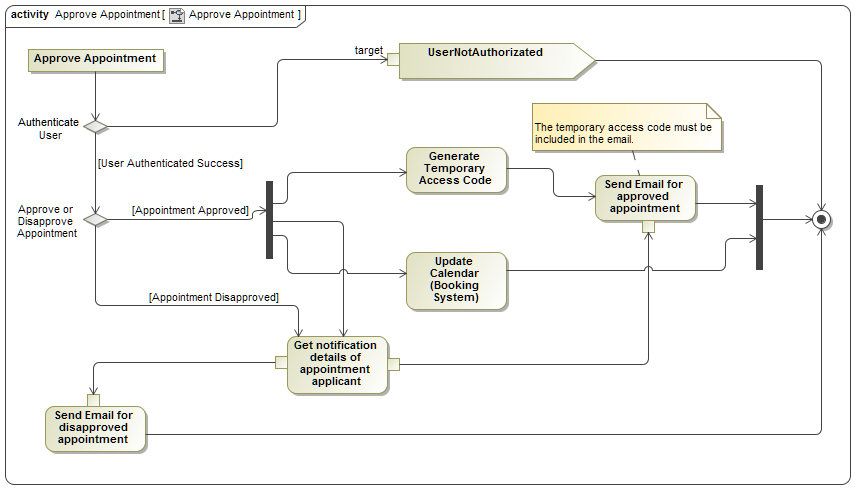 activity Approve Appointment [ Approve Appointment ]
Approve Appointment
target
UserNotAuthorizated
Authenticate
User
[User Authenticated Success]
The temporary access code must be
included in the email.
Generate
Temporary
Access Code
Send Email for
approved
appointment
Approve or
Disapprove
Appointment
[Appointment Approved]
Update
Calendar
(Booking
System)
[Appointment Disapproved]
Get notification
details of
appointment
applicant
Send Email for
disapproved
appointment